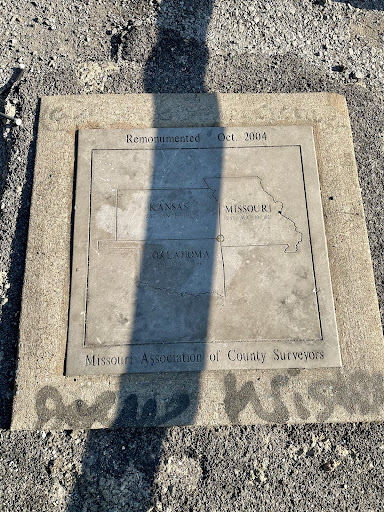 Remonumented Oct. 2004
KANSAS
MISSOURI
OKLAHOMA
Missouri Association of County Surveyors